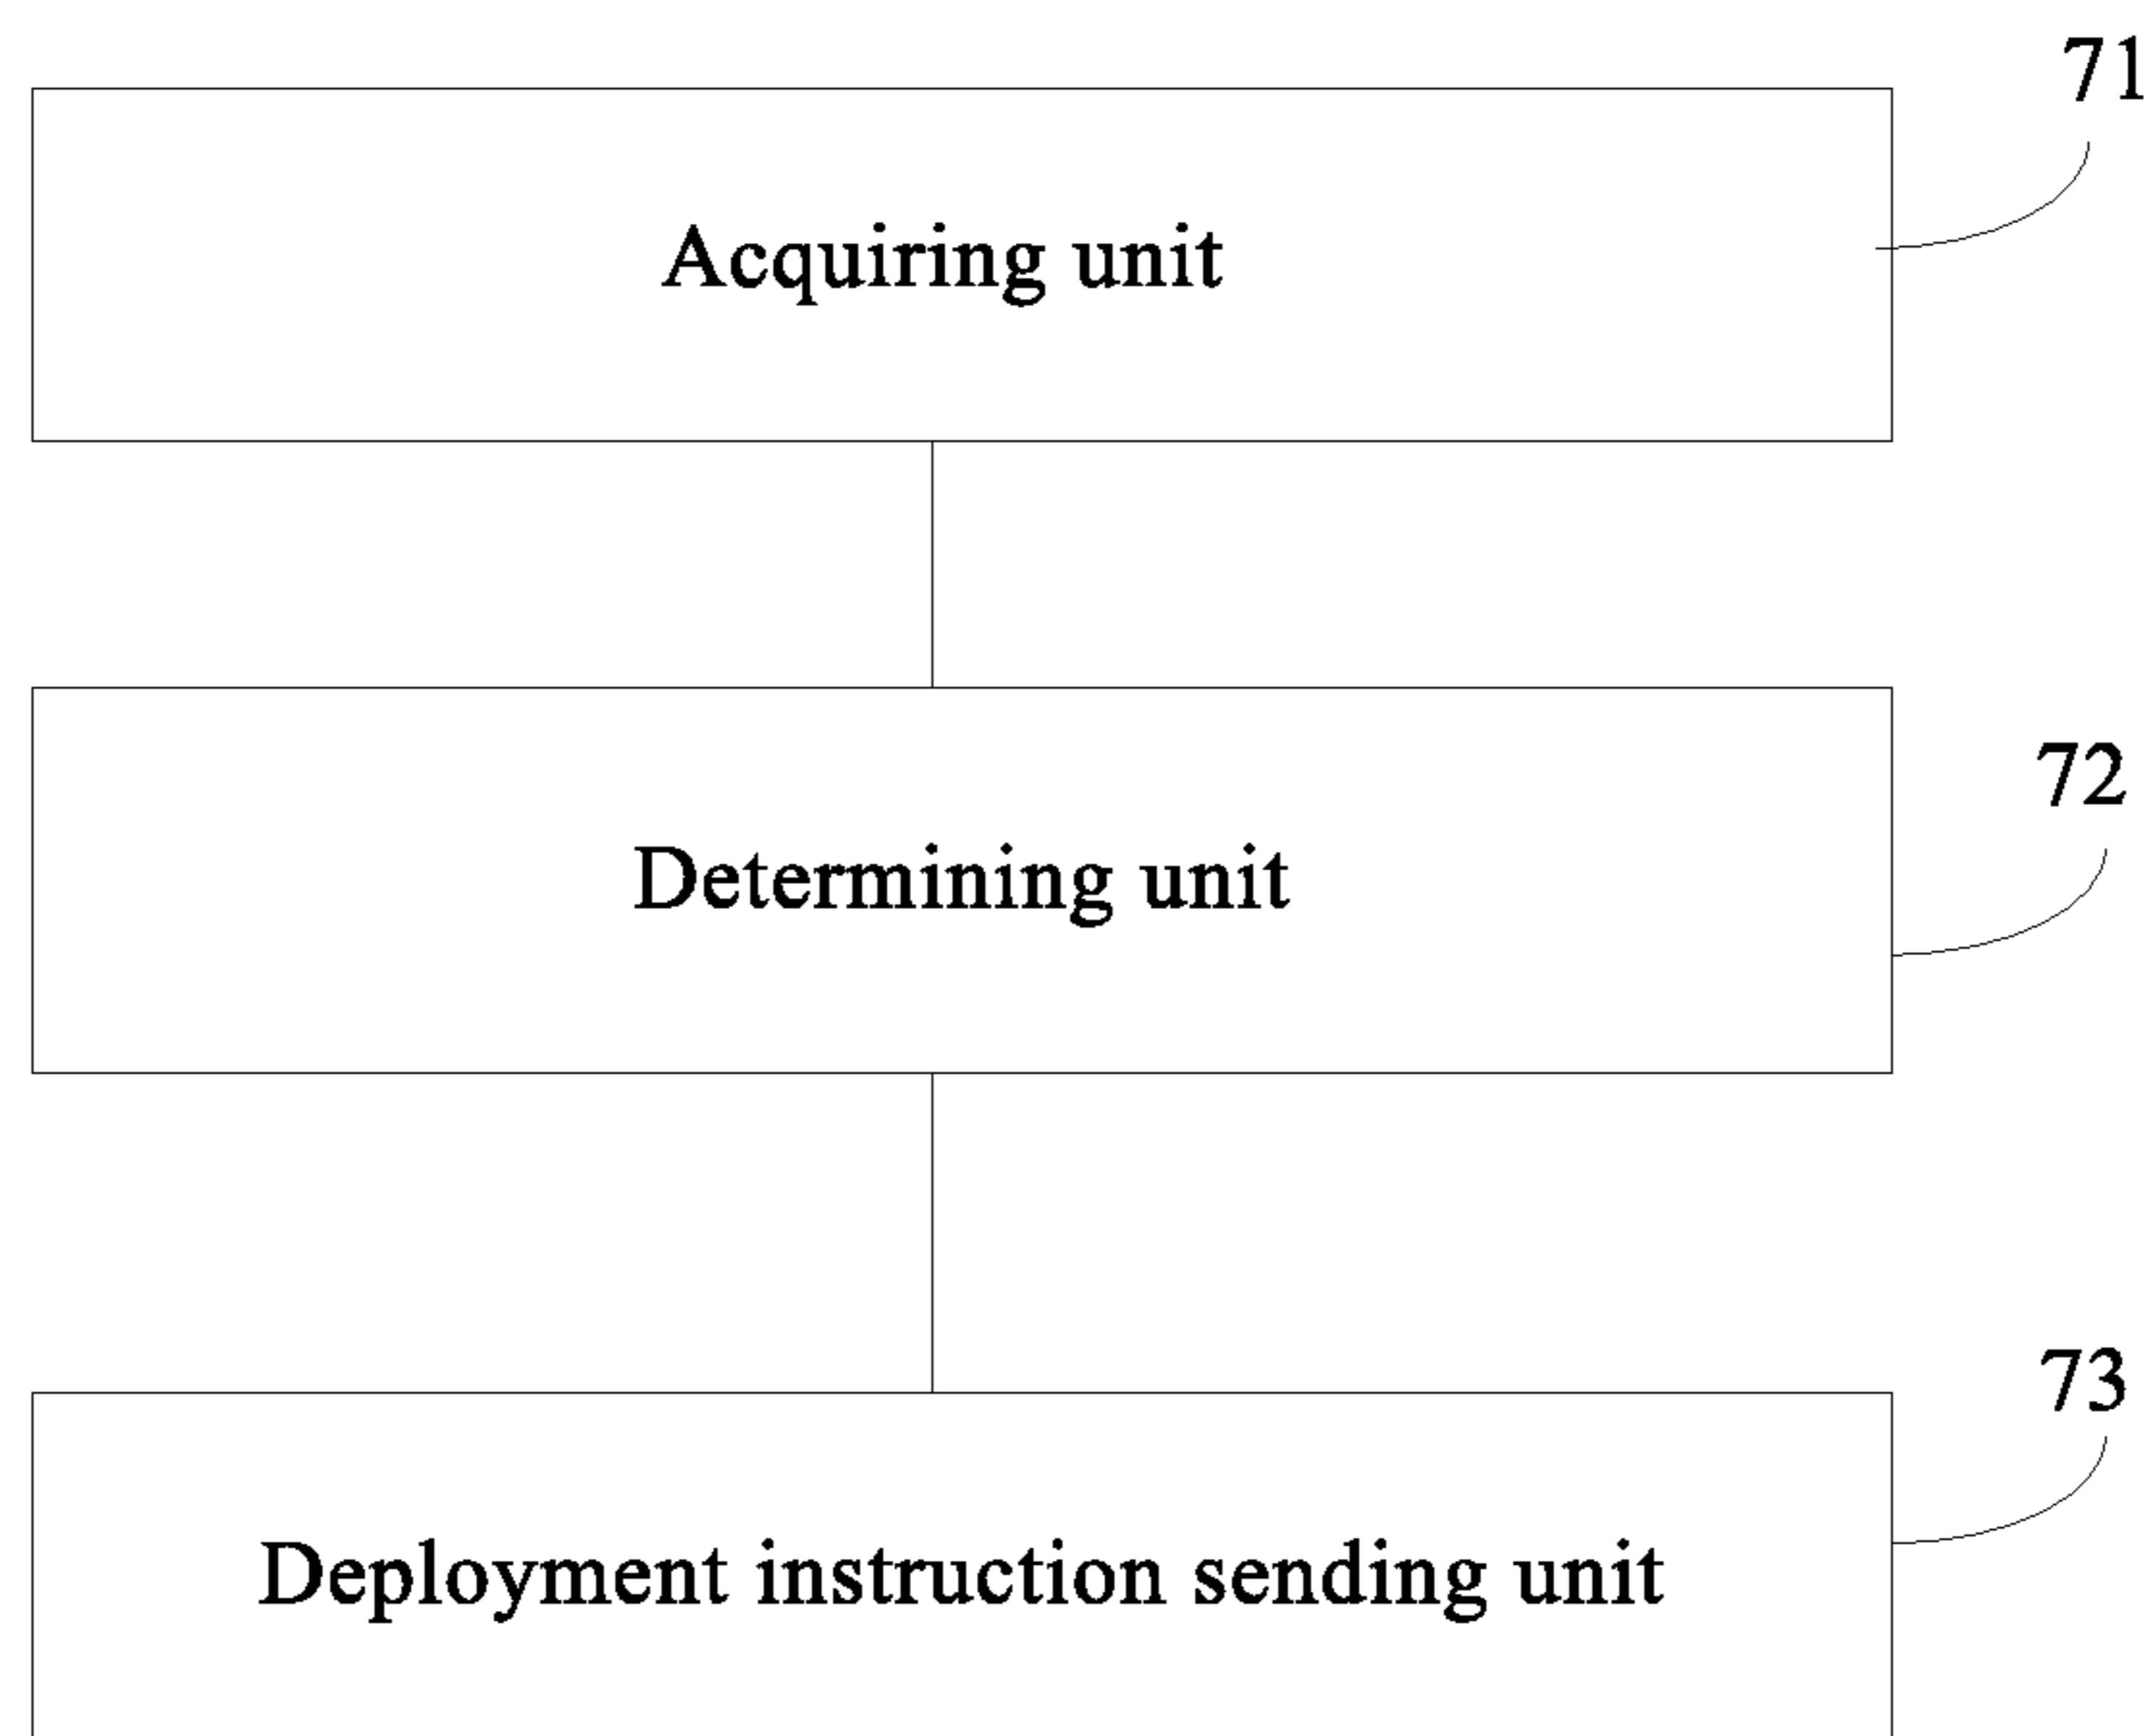 71
Acquiring unit
72
Determining unit
73
Deployment instruction sending unit